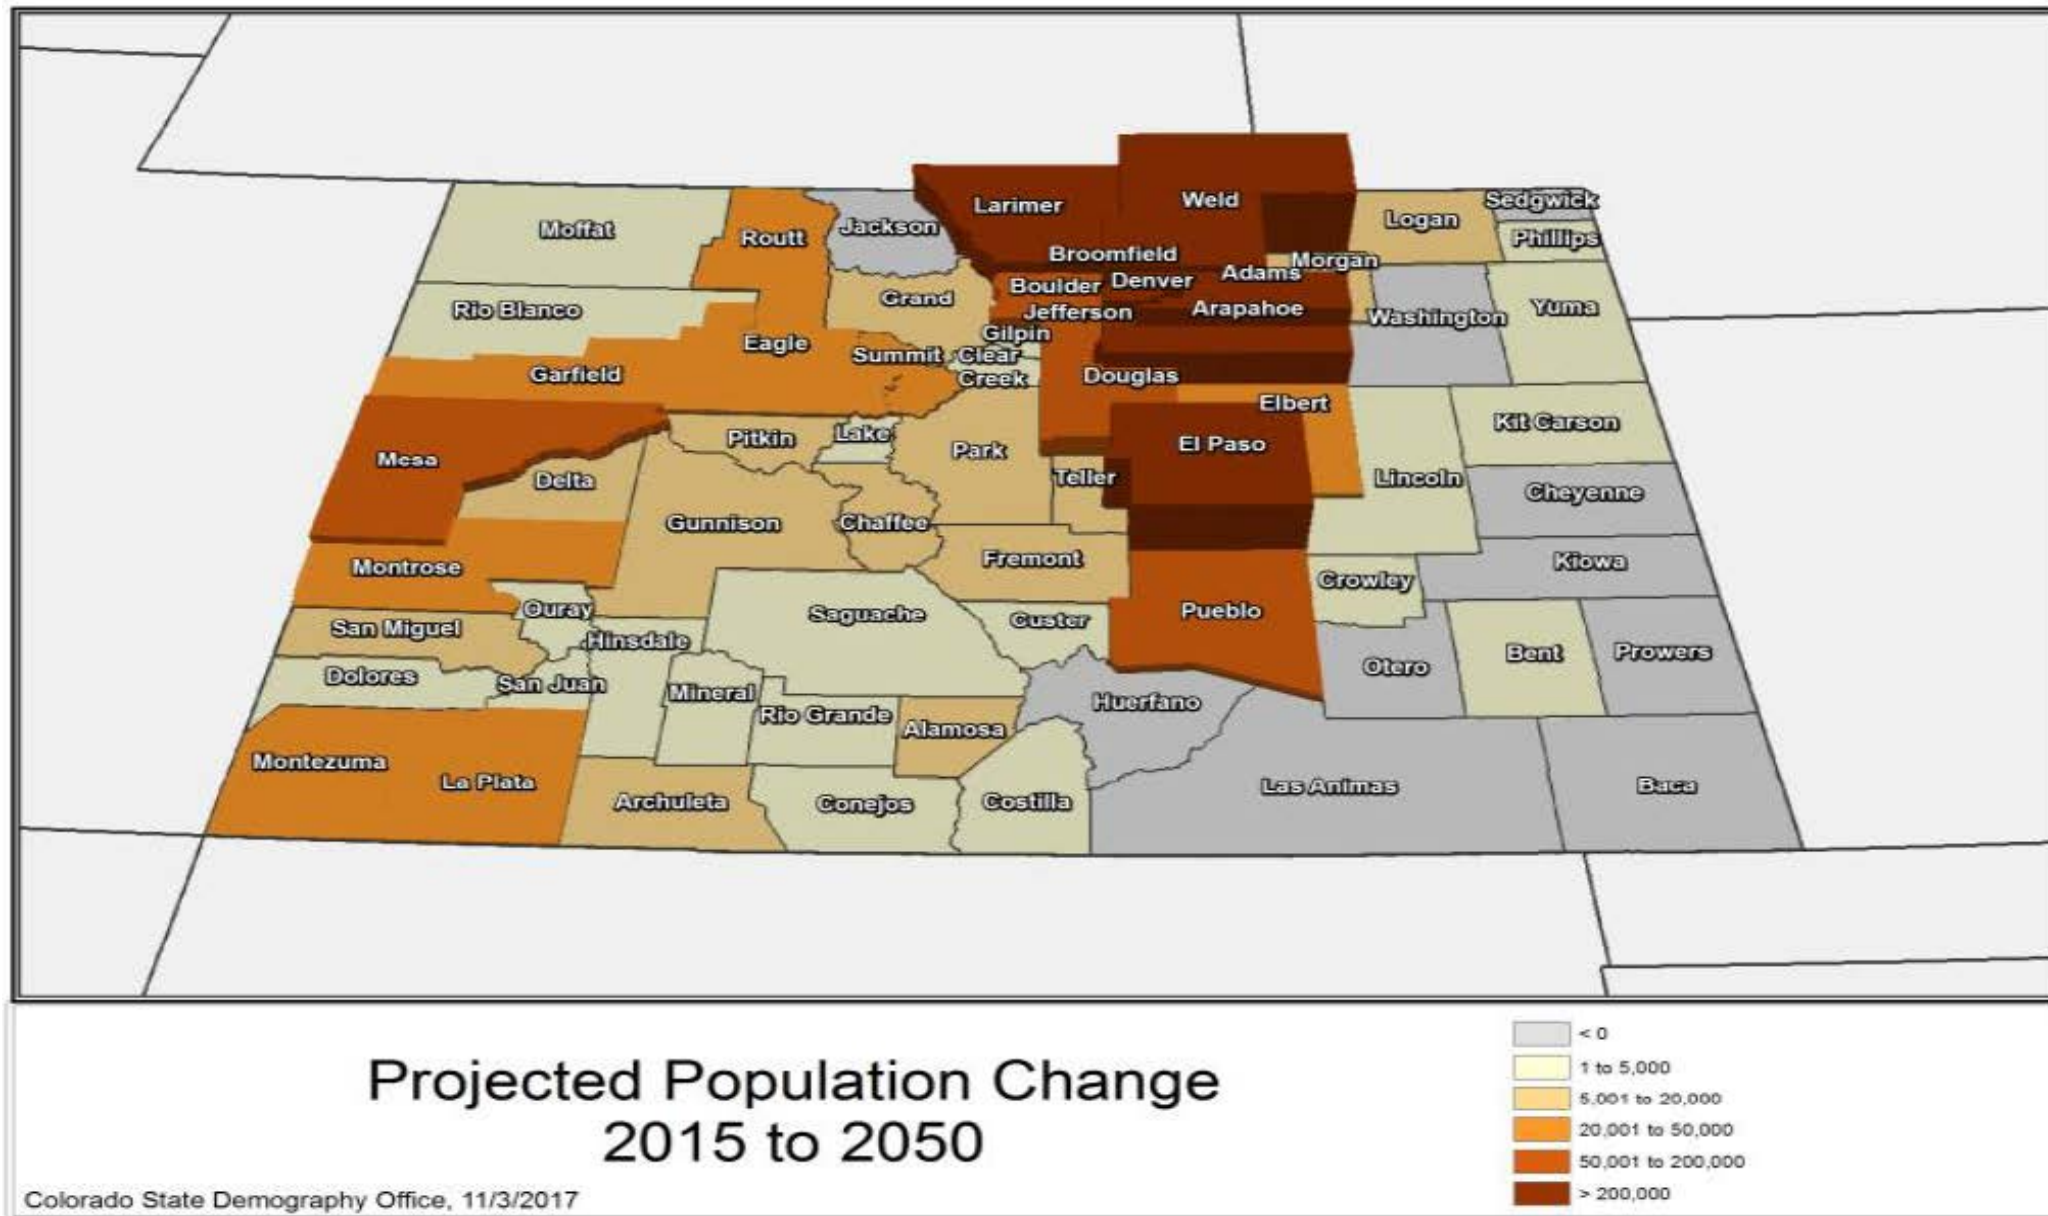 Larimer
Weld
Sedgwick
Moffat
Routt
Jackson
Logan
Phillips
Broomfield
Morgan
Adams
Boulder
Denver
Grand
Rio Blanco
Jefferson
Arapahoe
Washington
Yuma
Gilpin
Eagle
Summit
Clear
Creek
Garfield
Douglas
Elbert
Kit Carson
Pitkin
Lake
Park
El Paso
Mesa
Delta
Teller
Lincoln
Cheyenne
Gunnison
Chaffee
Fremont
Kiowa
Montrose
Crowley
Ouray
Saguache
Custer
Pueblo
San Miguel
Hinsdale
Bent
Prowers
Otero
Dolores
San Juan
Mineral
Huerfano
Rio Grande
Alamosa
Montezuma
La Plata
Las Animas
Baca
Archuleta
Conejos
Costilla
Projected Population Change
2015 to 2050
Colorado State Demography Office, 11/3/2017
< 0
1 to 5,000
5,001 to 20,000
20,001 to 50,000
50,001 to 200,000
> 200,000